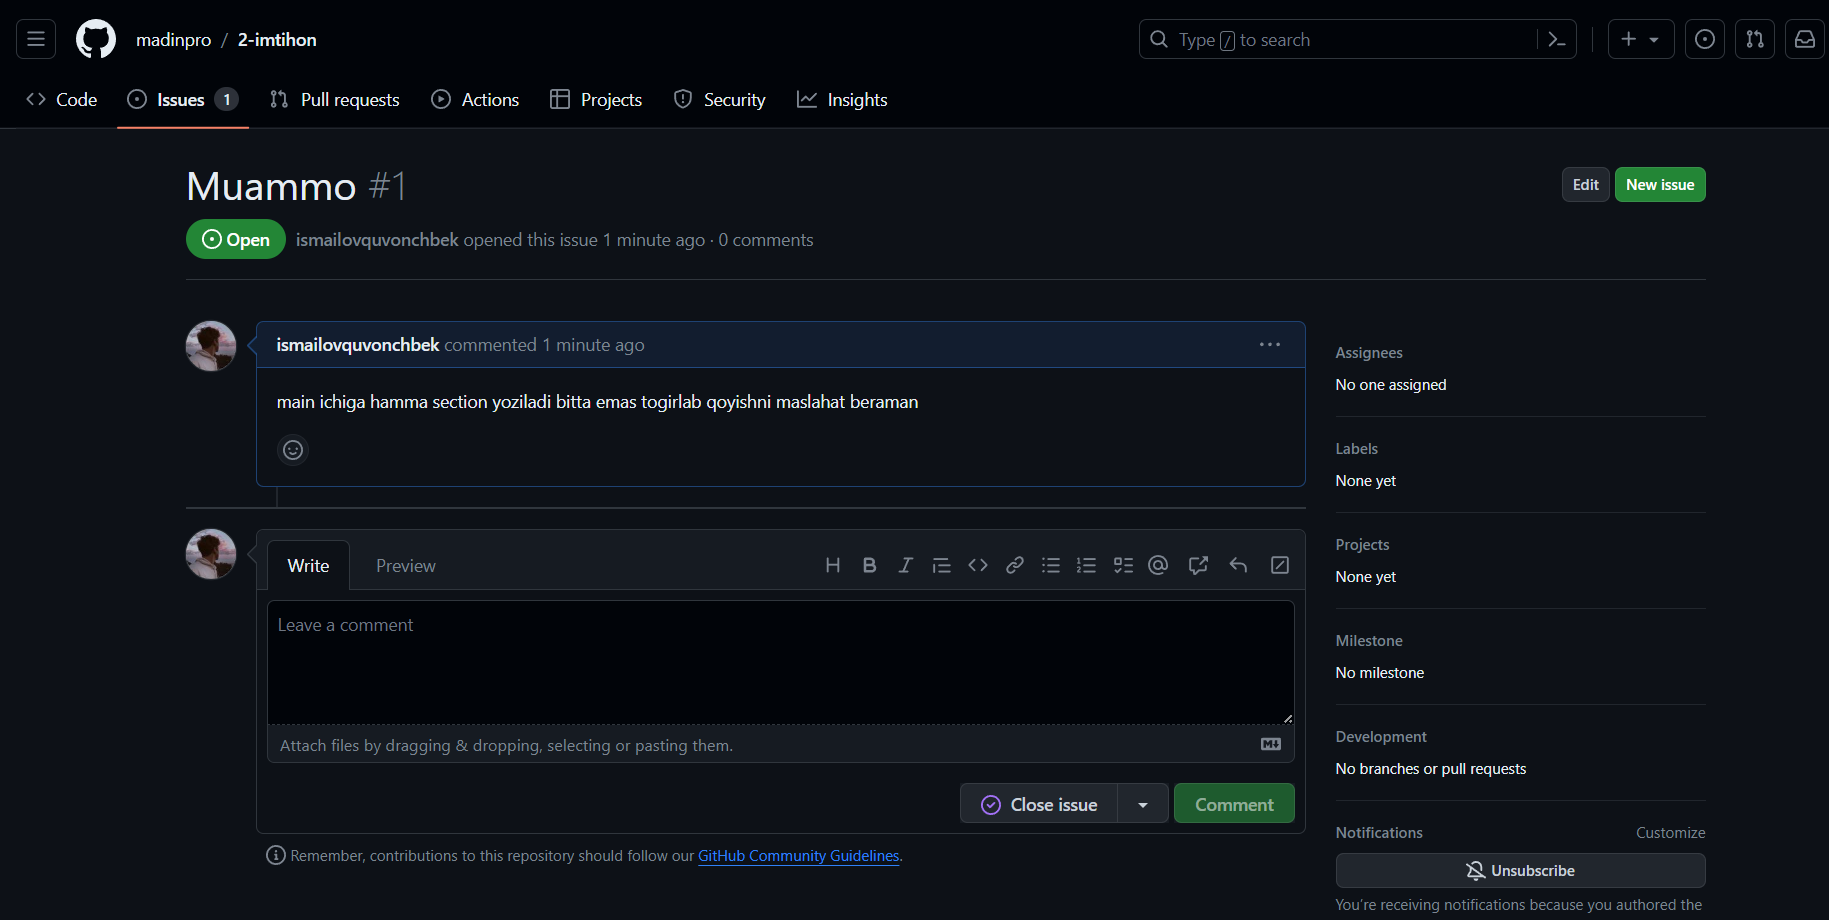 madinpro / 2-imtihon
Type / to search
Code
Issues 1
Pull requests
Actions
Projects
Security
Insights
Muammo #1
Edit
New issue
Open
ismailovquvonchbek opened this issue 1 minute ago · 0 comments
ismailovquvonchbek commented 1 minute ago
main ichiga hamma section yoziladi bitta emas togirlab qoyishni maslahat beraman
Write
Preview
Leave a comment
Attach files by dragging & dropping, selecting or pasting them.
Close issue
Comment
Remember, contributions to this repository should follow our GitHub Community Guidelines.
Assignees
No one assigned
Labels
None yet
Projects
None yet
Milestone
No milestone
Development
No branches or pull requests
Notifications
Customize
Unsubscribe
You're receiving notifications because you authored the